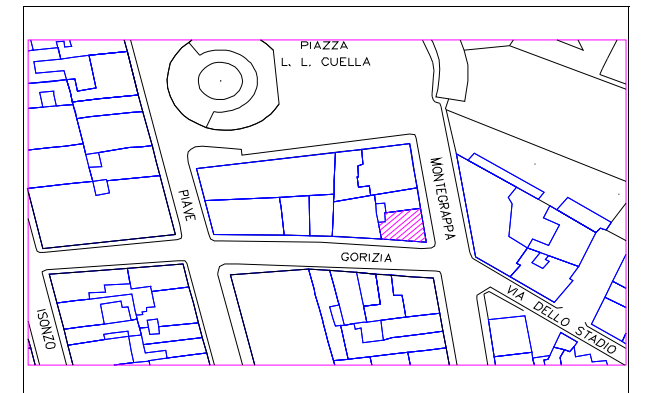 PIAZZA
L. L. CUELLA
PIAVE
MONTEGRAPPA
GORIZIA
ISONZO
VIA DELLO STADIO